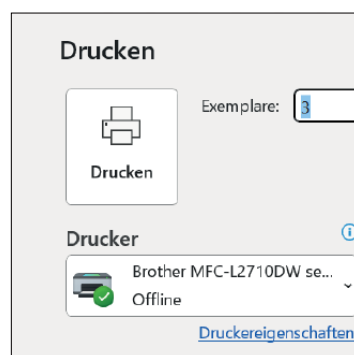 Drucken
Exemplare: 3
Drucken
Drucker
Brother MFC-L2710DW se...
Offline
Druckereigenschaften